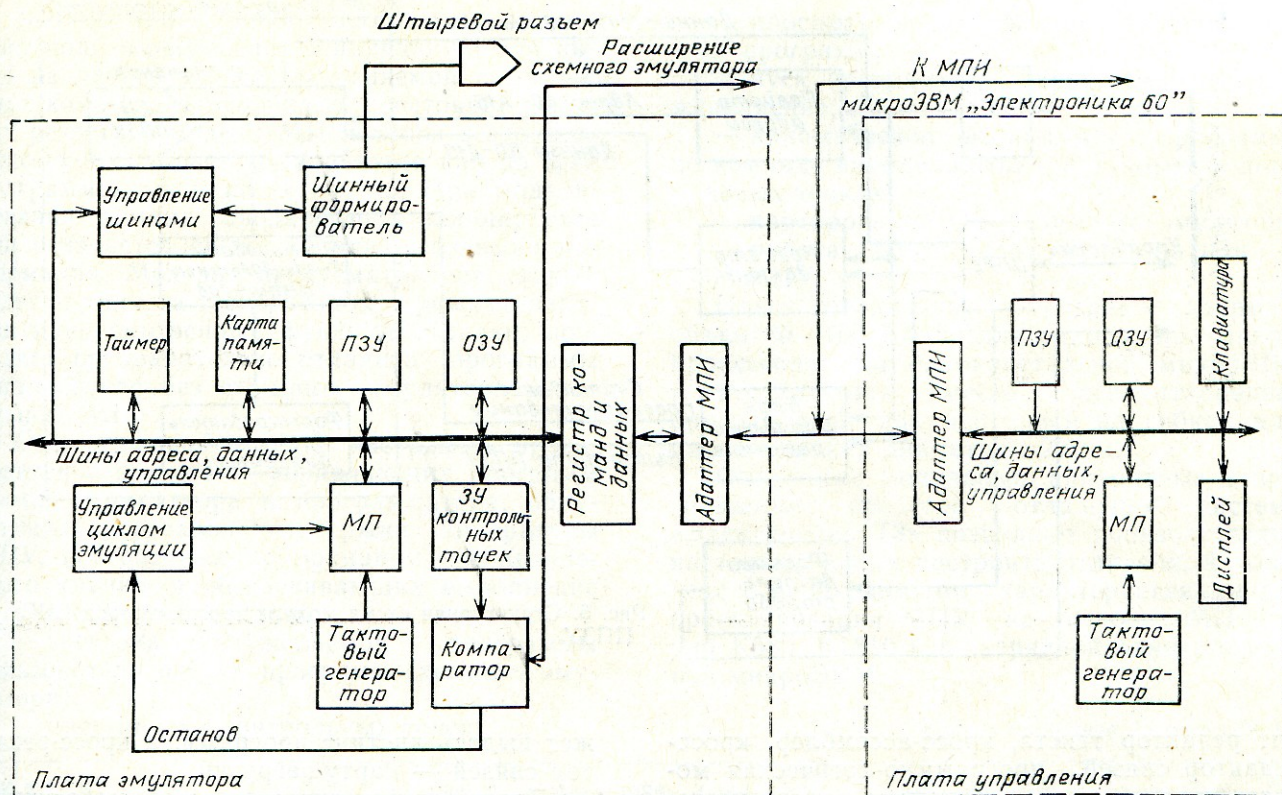 Штыревой разъем
Расширение
схемного эмулятора
К МПИ
микроЭВМ „Электроника 60”
Управление
шинами
Шинный
формиро-
ватель
Таймер
Карта
памя-
ти
ПЗУ
ОЗУ
Регистр ко-
манд и
данных
Адаптер МПИ
Шины адреса, данных,
управления
Управление
циклом
эмуляции
МП
ЗУ
контроль-
ных
точек
Такто-
вый
генера-
тор
Компа-
ратор
Останов
Плата эмулятора
Адаптер МПИ
ПЗУ
ОЗУ
Клавиатура
Шины адре-
са, данных,
управления
МП
Дисплей
Такто-
вый
генера-
тор
Плата управления